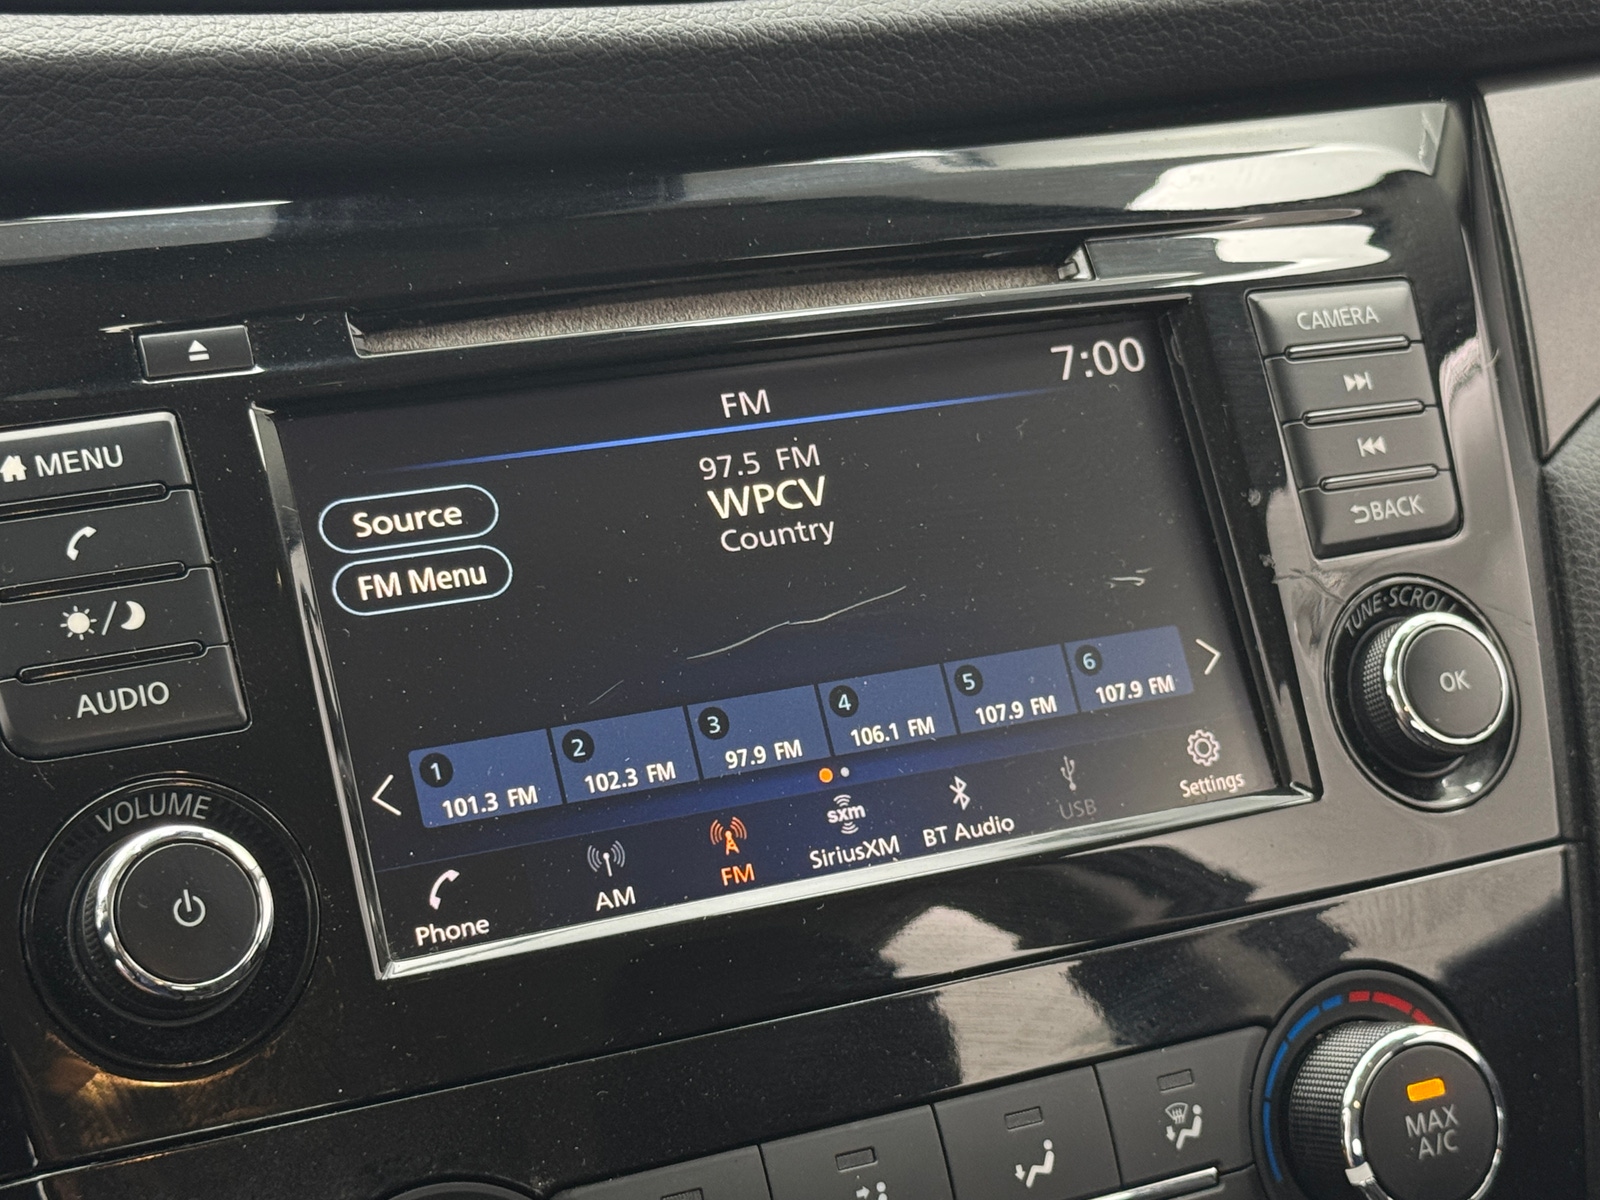 7:00
FM
97.5 FM
WPCV
Country
Source
FM Menu
1
101.3 FM
2
102.3 FM
3
97.9 FM
4
106.1 FM
5
107.9 FM
6
107.9 FM
Phone
AM
FM
sxm
SiriusXM
BT Audio
USB
Settings
MENU
AUDIO
VOLUME
CAMERA
BACK
TUNE·SCROLL
OK
MAX
A/C